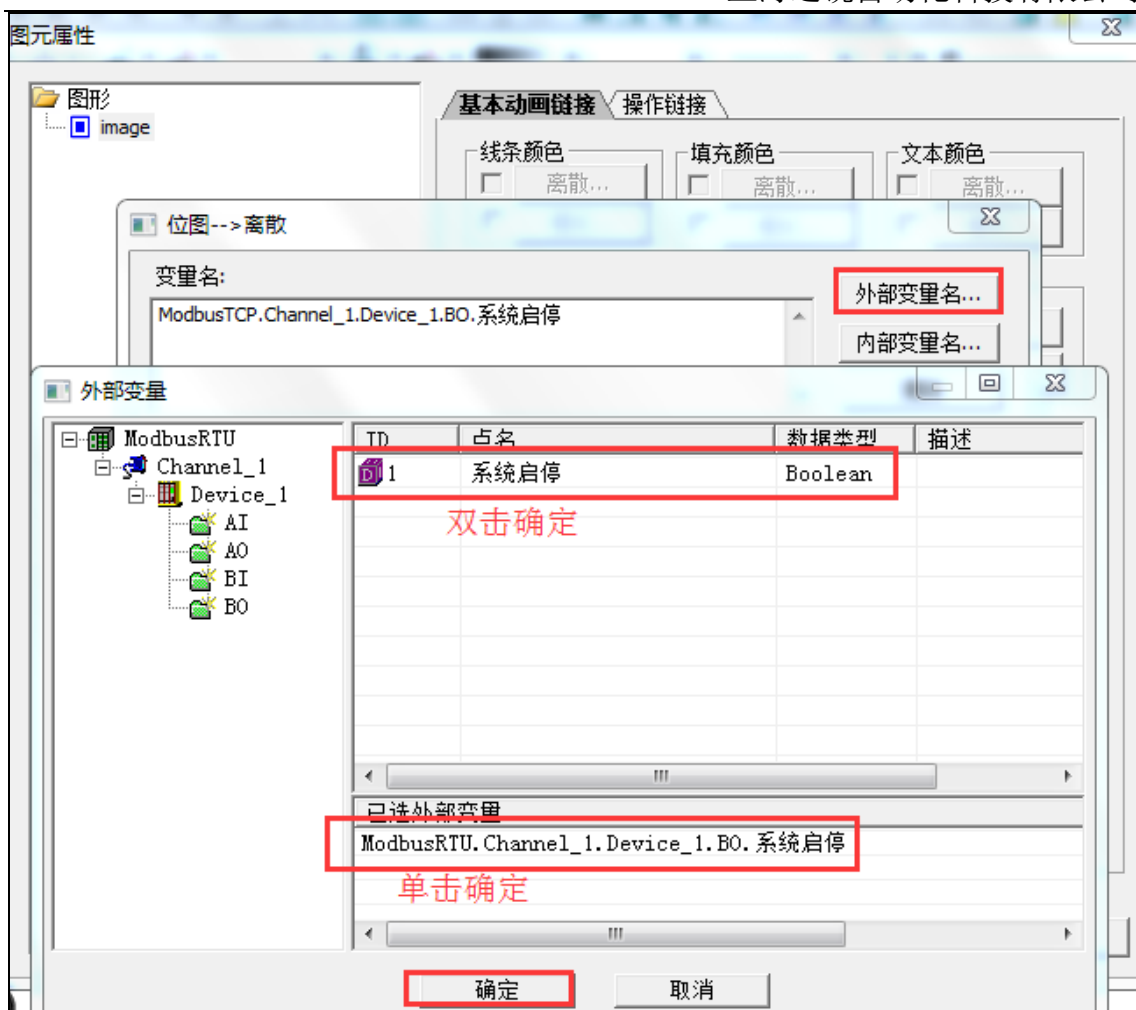 图元属性
图形
image
基本动画链接 操作链接
线条颜色 填充颜色 文本颜色
离散... 离散... 离散...
位图-->离散
变量名:
外部变量名...
ModbusTCP.Channel_1.Device_1.BO.系统启停
内部变量名...
外部变量
ModbusRTU
Channel_1
Device_1
AI
AO
BI
BO
ID 点名 数据类型 描述
1 系统启停 Boolean
双击确定
已选外部变量
ModbusRTU.Channel_1.Device_1.BO.系统启停
单击确定
确定 取消